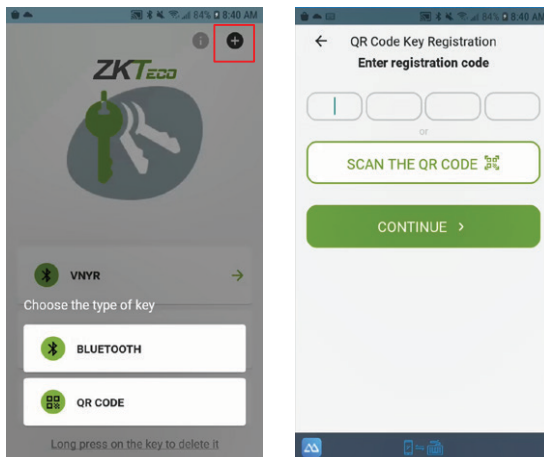 84% 8:40 AM
ZKTeco
VNYR
Choose the type of key
BLUETOOTH
QR CODE
Long press on the key to delete it
84% 8:40 AM
QR Code Key Registration
Enter registration code
or
SCAN THE QR CODE
CONTINUE >